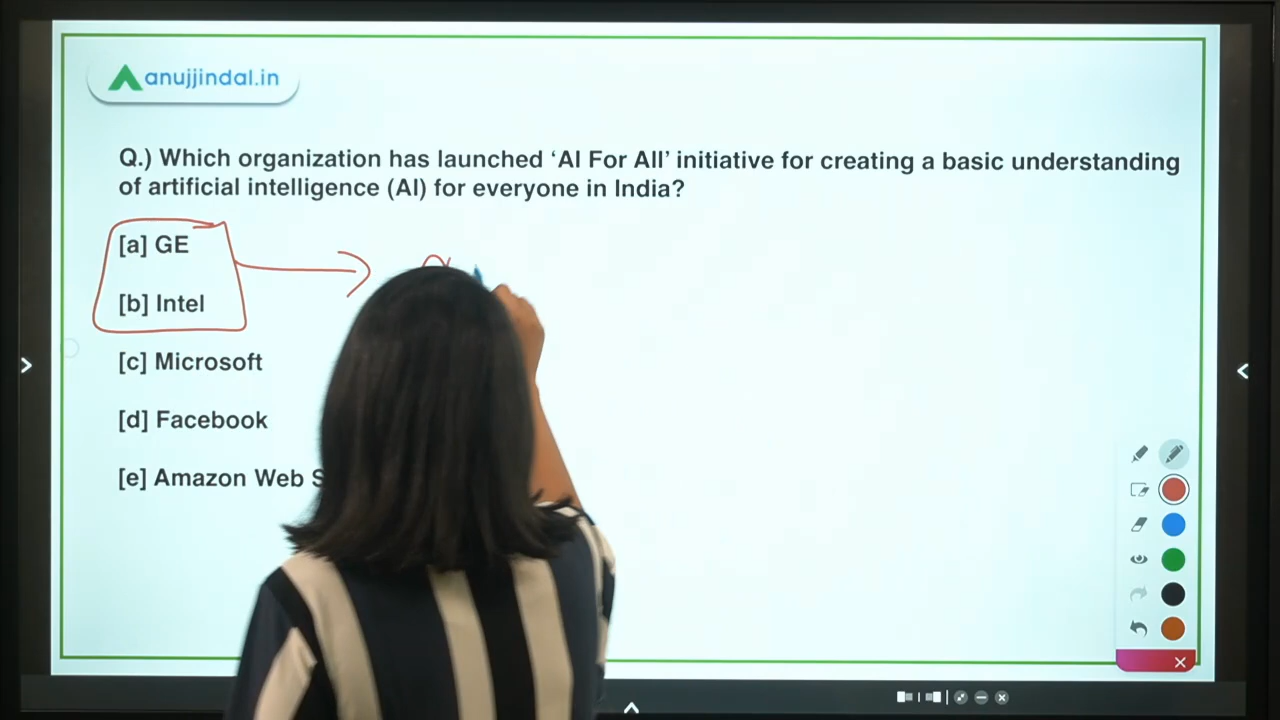 anujjindal.in
Q.) Which organization has launched ‘AI For All’ initiative for creating a basic understanding
of artificial intelligence (AI) for everyone in India?
[a] GE
[b] Intel
[c] Microsoft
[d] Facebook
[e] Amazon Web